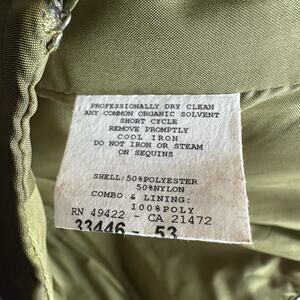 PROFESSIONALLY DRY CLEAN
ANY COMMON ORGANIC SOLVENT
SHORT CYCLE
REMOVE PROMPTLY
COOL IRON
DO NOT IRON OR STEAM
ON SEQUINS
SHELL:50%POLYESTER
50%NYLON
COMBO & LINING:
100%POLY
RN 49422 - CA 21472
33446 - 53